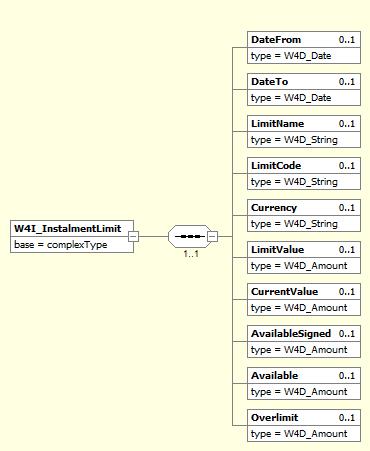 DateFrom 0..1
type = W4D_Date
DateTo 0..1
type = W4D_Date
LimitName 0..1
type = W4D_String
LimitCode 0..1
type = W4D_String
Currency 0..1
type = W4D_String
W4I_InstalmentLimit
base = complexType
1..1
LimitValue 0..1
type = W4D_Amount
CurrentValue 0..1
type = W4D_Amount
AvailableSigned 0..1
type = W4D_Amount
Available 0..1
type = W4D_Amount
Overlimit 0..1
type = W4D_Amount